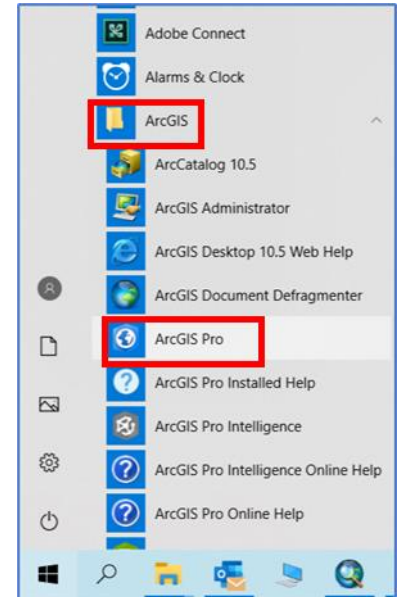 Adobe Connect
Alarms & Clock
ArcGIS
ArcCatalog 10.5
ArcGIS Administrator
ArcGIS Desktop 10.5 Web Help
ArcGIS Document Defragmenter
ArcGIS Pro
ArcGIS Pro Installed Help
ArcGIS Pro Intelligence
ArcGIS Pro Intelligence Online Help
ArcGIS Pro Online Help